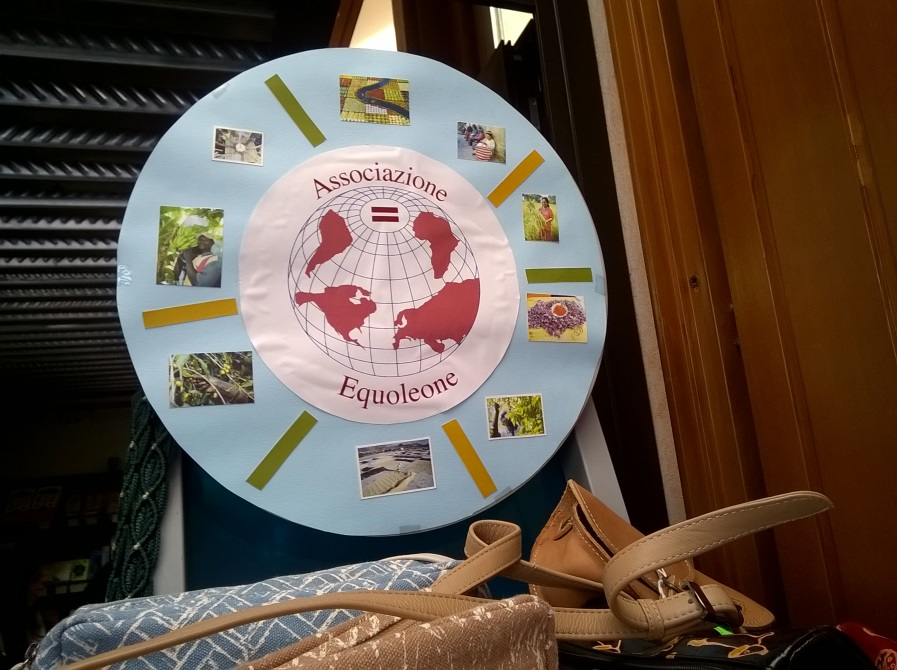 Associazione
=
Equoleone